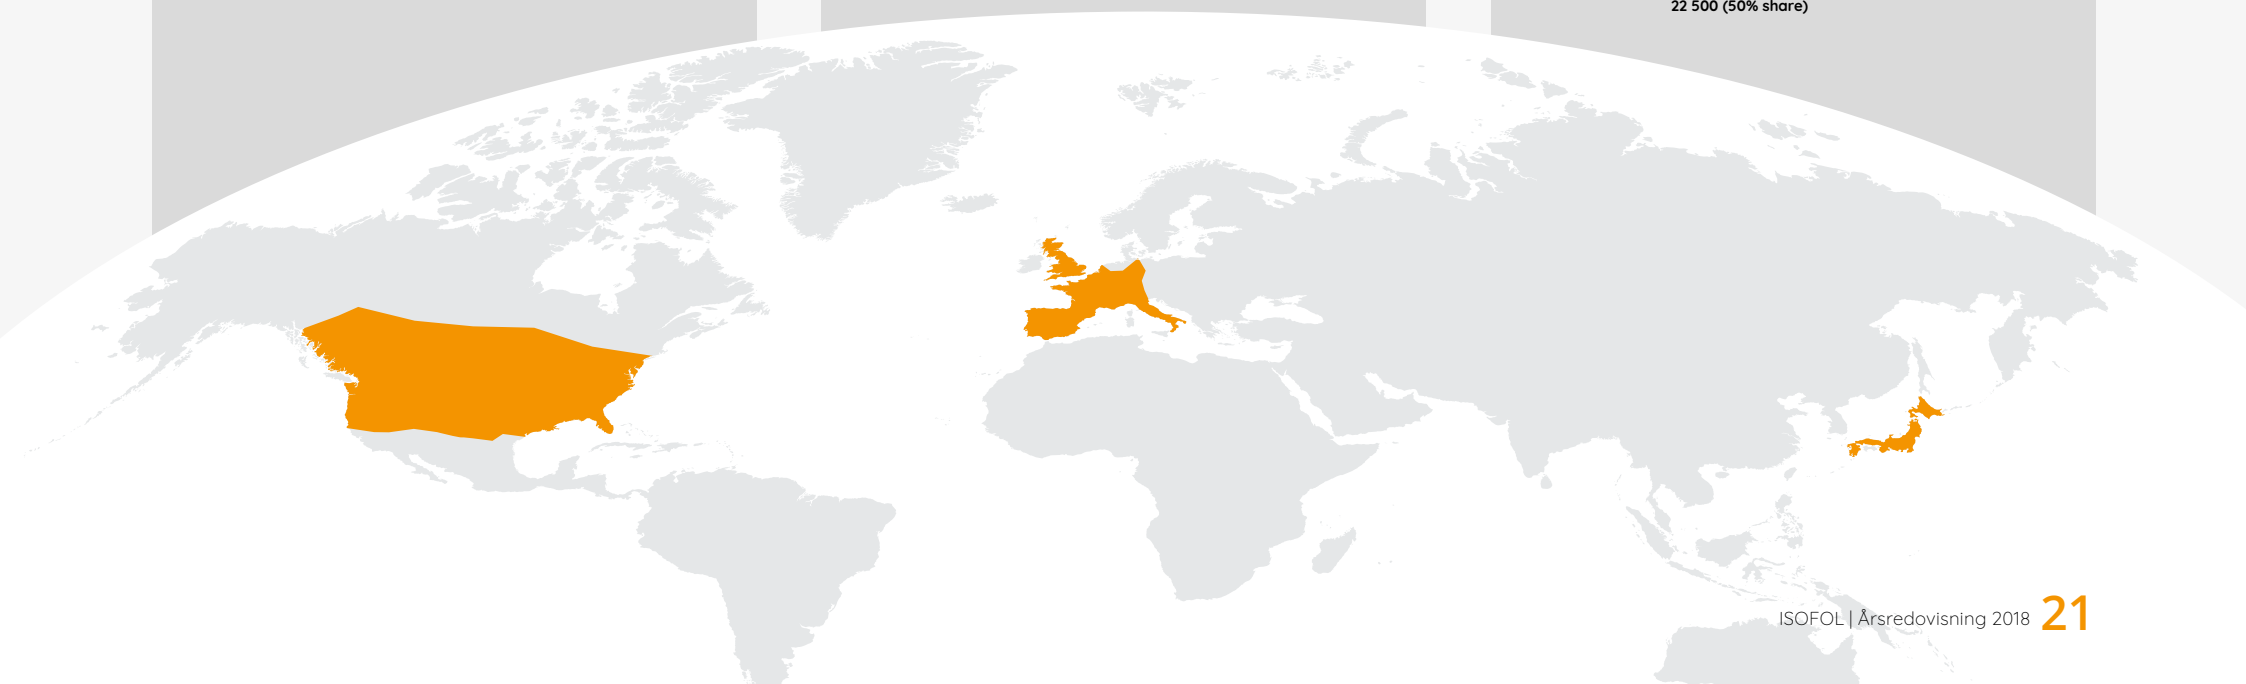 22 500 (50% share)
ISOFOL | Årsredovisning 2018 21